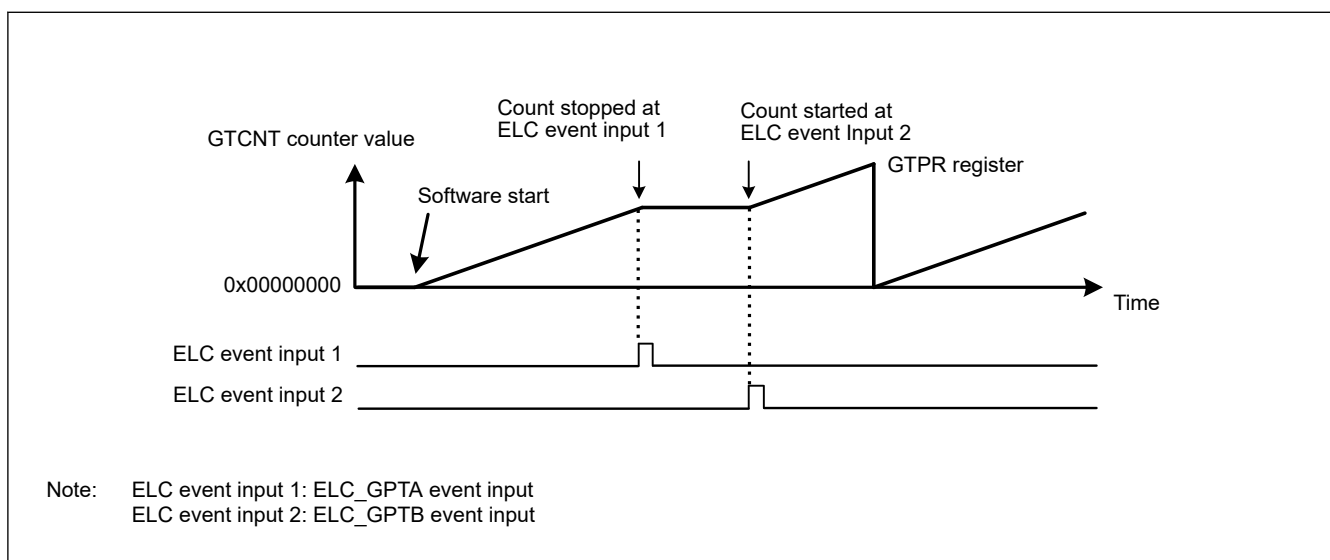 Count stopped at
ELC event input 1
Count started at
ELC event Input 2
GTCNT counter value
GTPR register
Software start
0x00000000
Time
ELC event input 1
ELC event input 2
Note: ELC event input 1: ELC_GPTA event input
ELC event input 2: ELC_GPTB event input